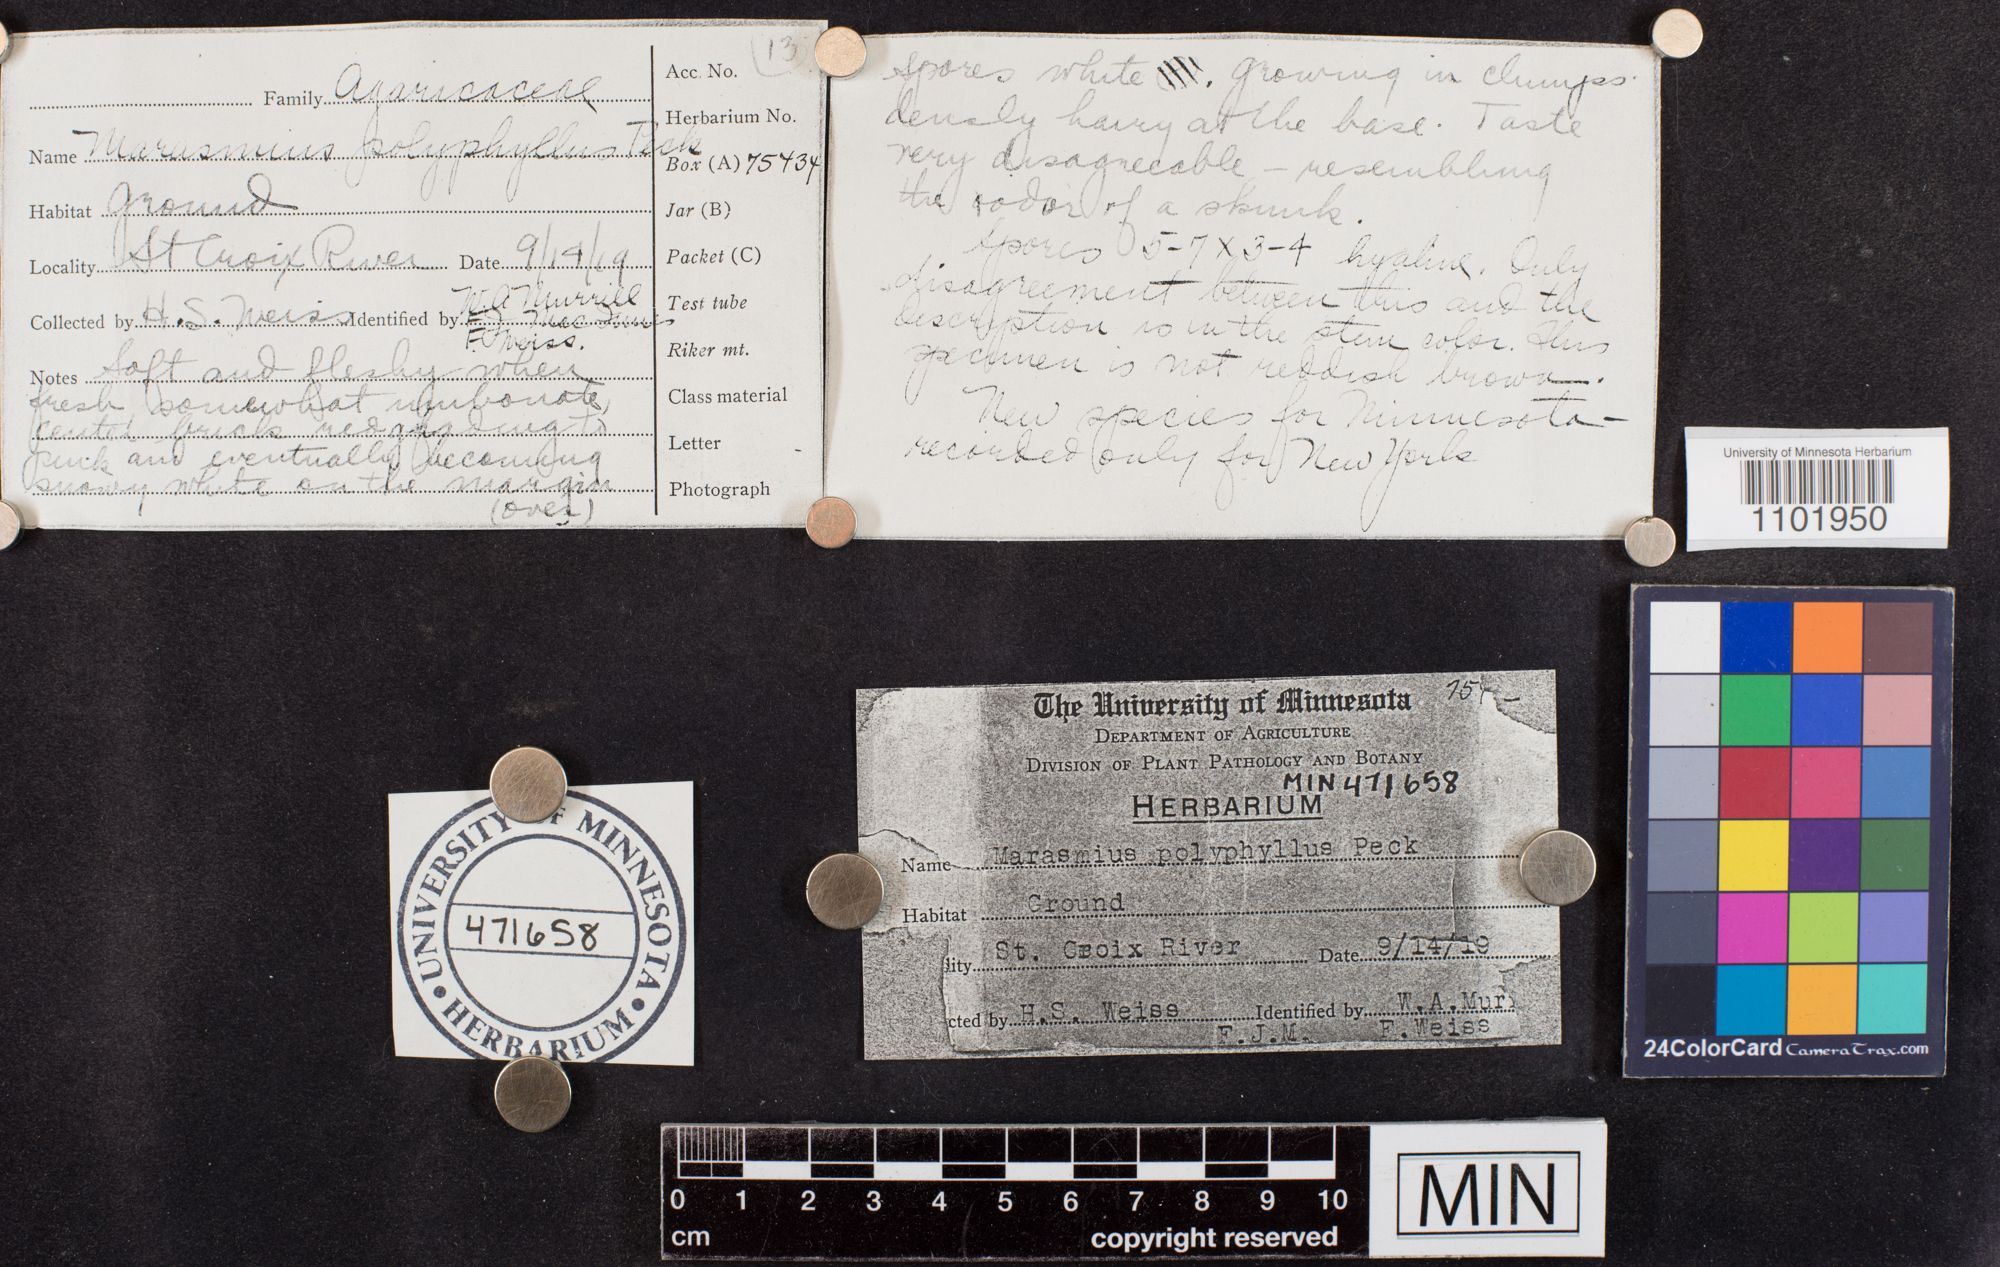 13
Family Agaricaceae
Name Marasmius polyphyllus Peck
Habitat Ground
Locality St Croix River Date 9/14/19
Collected by H.S. Weiss Identified by W.A. Murrill
F. Weiss.
Notes Soft and fleshy when
fresh, somewhat umbonate,
center brick red grading to
pink and eventually becoming
snowy white on the margin
(over)
Acc. No.
Herbarium No.
Box (A) 75434
Jar (B)
Packet (C)
Test tube
Riker mt.
Class material
Letter
Photograph
Spores white. Growing in clumps
densly hairy at the base. Taste
very disagreeable – resembling
the odor of a skunk.
Spores 5-7 x 3-4 hyaline. Only
disagreement between this and the
description is in the stem color. This
specimen is not reddish brown.
New species for Minnesota –
recorded only for New York
University of Minnesota Herbarium
1101950
The University of Minnesota
Department of Agriculture
Division of Plant Pathology and Botany
MIN 471658
Herbarium
Name Marasmius polyphyllus Peck
Habitat Ground
lity St. Croix River Date 9/14/19
cted by H.S. Weiss Identified by W.A.Mur
F.J.M. F.Weiss
UNIVERSITY OF MINNESOTA
471658
HERBARIUM
24ColorCard CameraTrax.com
0 1 2 3 4 5 6 7 8 9 10
cm copyright reserved
MIN